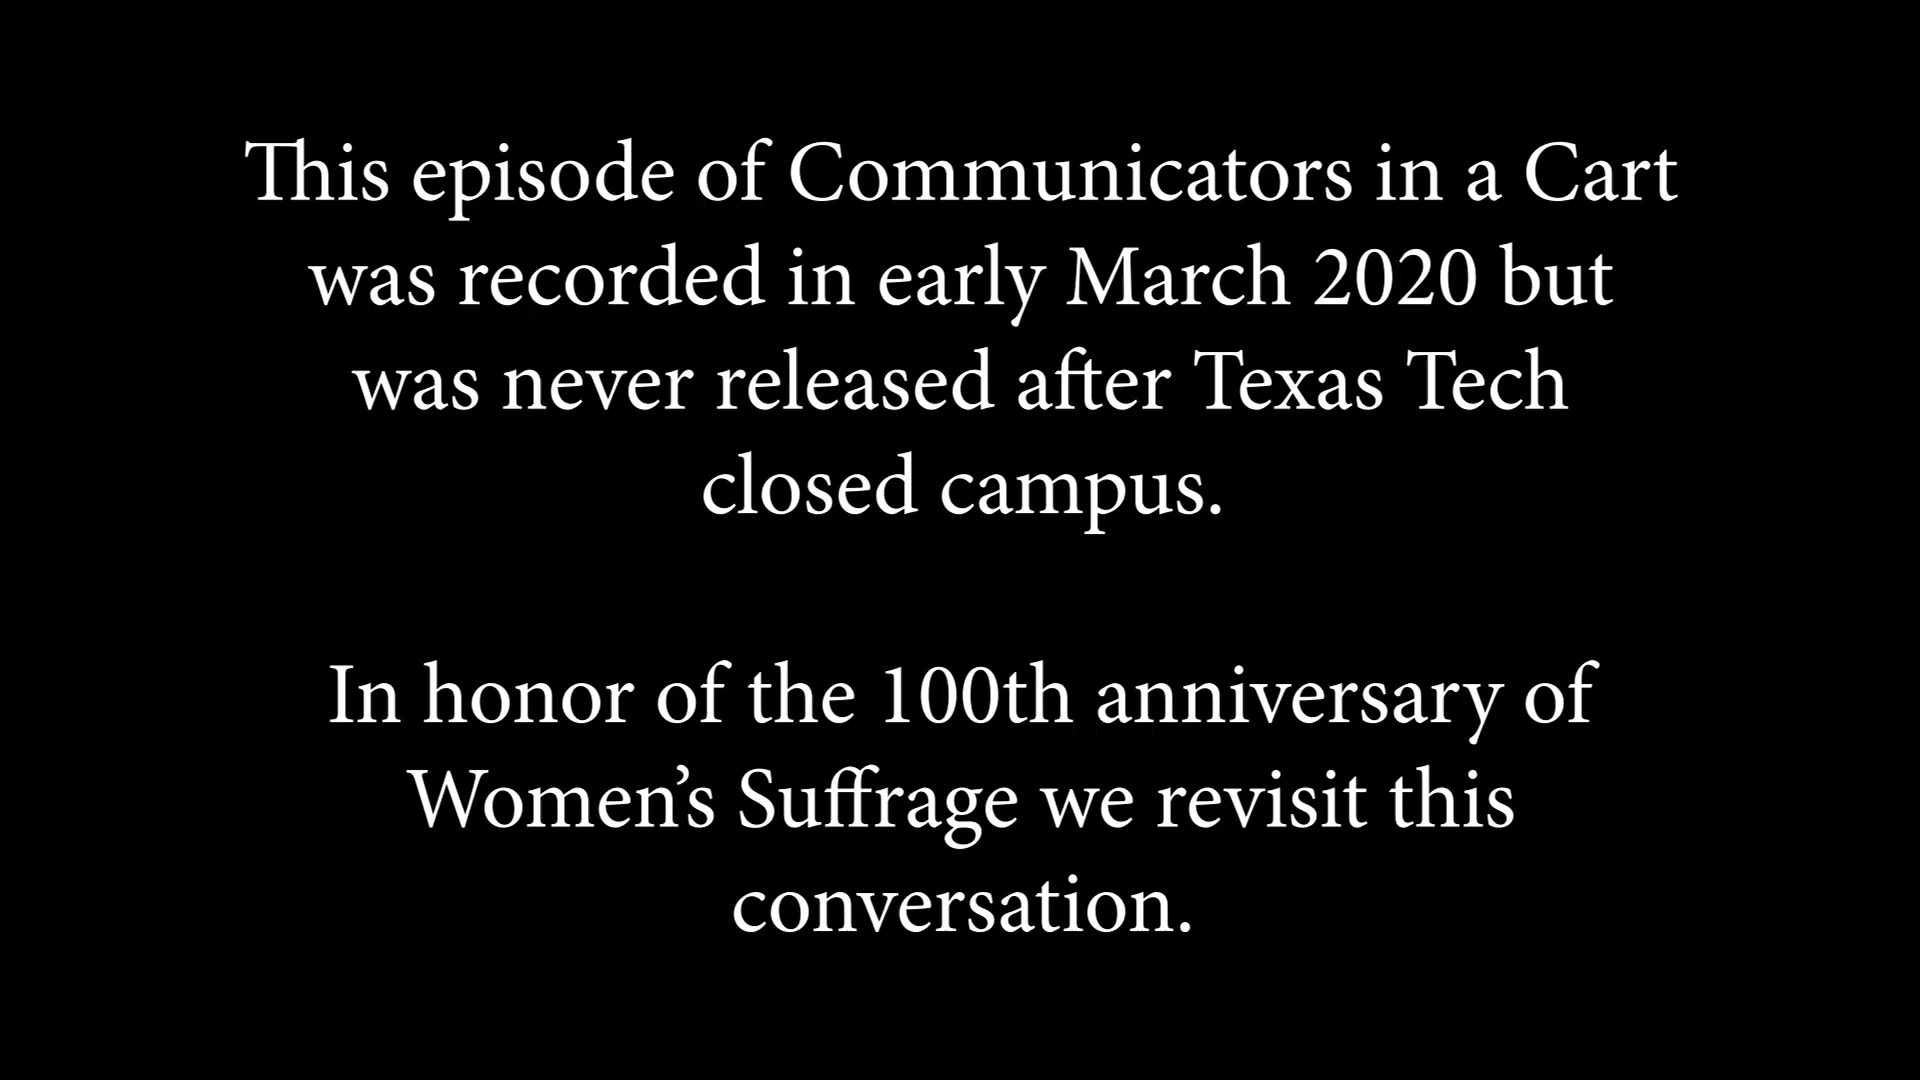 This episode of Communicators in a Cart
was recorded in early March 2020 but
was never released after Texas Tech
closed campus.
In honor of the 100th anniversary of
Women’s Suffrage we revisit this
conversation.